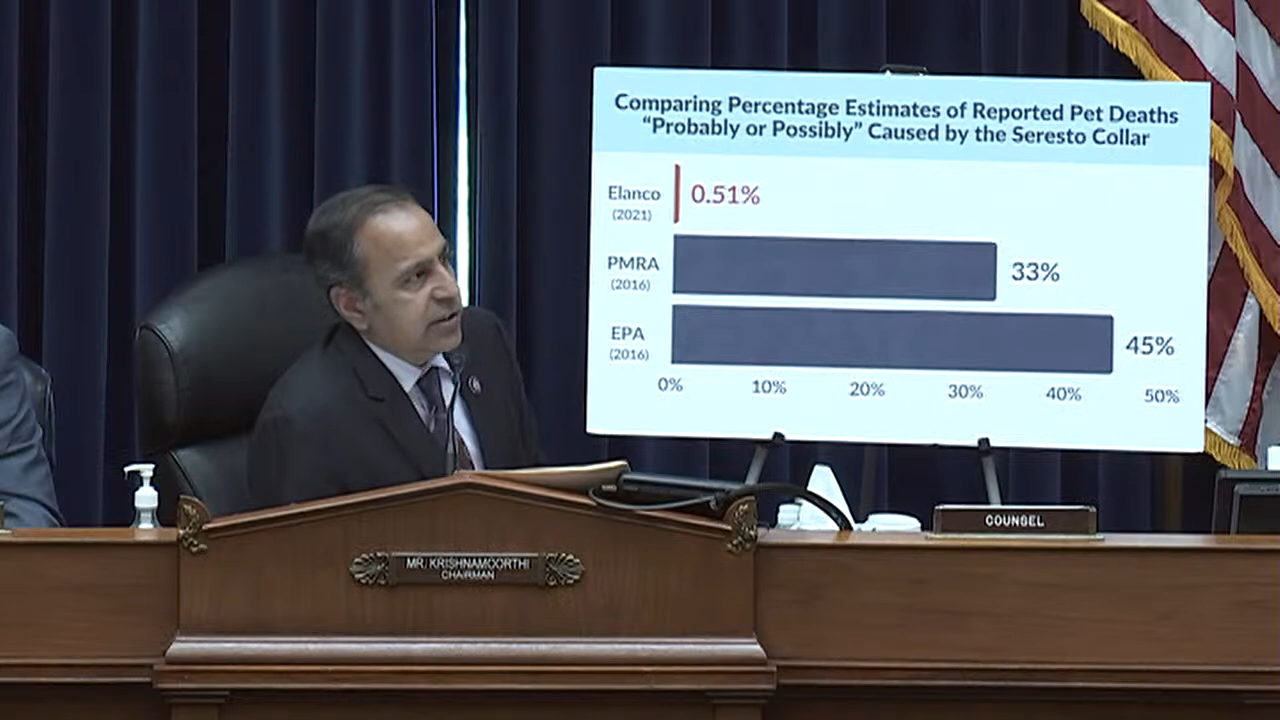 Comparing Percentage Estimates of Reported Pet Deaths
“Probably or Possibly” Caused by the Seresto Collar
Elanco
(2021)
0.51%
PMRA
(2016)
33%
EPA
(2016)
45%
0% 10% 20% 30% 40% 50%
COUNSEL
MR. KRISHNAMOORTHI
CHAIRMAN